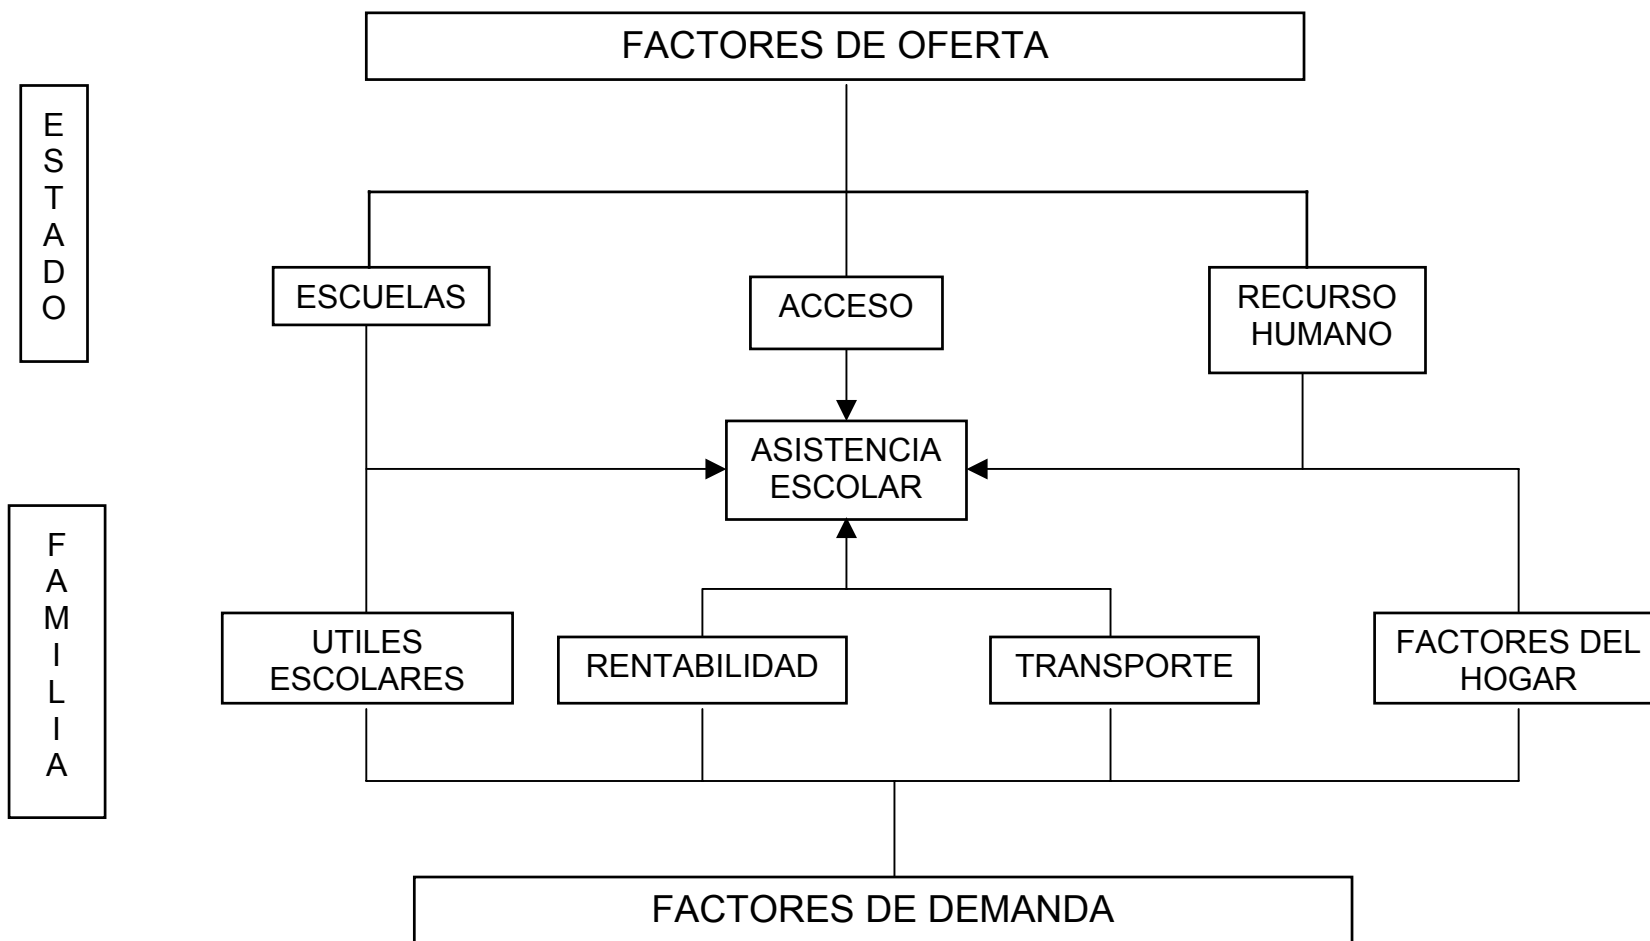 FACTORES DE OFERTA
E
S
T
A
D
O
ESCUELAS
ACCESO
RECURSO
HUMANO
ASISTENCIA
ESCOLAR
F
A
M
I
L
I
A
UTILES
ESCOLARES
RENTABILIDAD
TRANSPORTE
FACTORES DEL
HOGAR
FACTORES DE DEMANDA